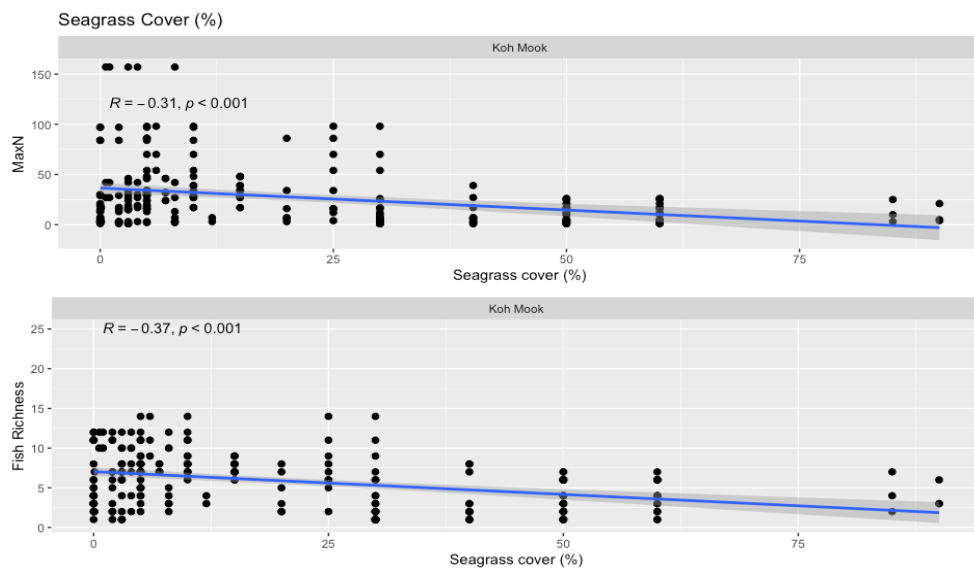 Seagrass Cover (%)
Koh Mook
R = −0.31, p < 0.001
MaxN
150
100
50
0
0 25 50 75
Seagrass cover (%)
Koh Mook
R = −0.37, p < 0.001
Fish Richness
25
20
15
10
5
0
0 25 50 75
Seagrass cover (%)